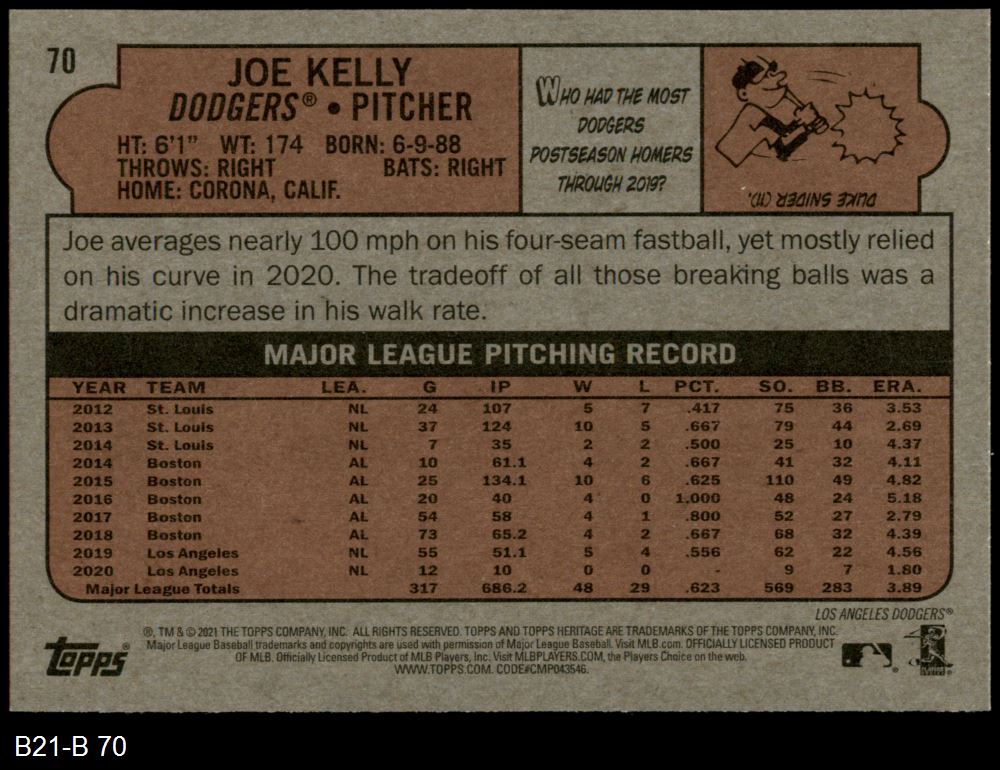 70
JOE KELLY
DODGERS® • PITCHER
HT: 6'1" WT: 174 BORN: 6-9-88
THROWS: RIGHT BATS: RIGHT
HOME: CORONA, CALIF.
WHO HAD THE MOST
DODGERS
POSTSEASON HOMERS
THROUGH 2019?
DUKE SNIDER (11).
Joe averages nearly 100 mph on his four-seam fastball, yet mostly relied
on his curve in 2020. The tradeoff of all those breaking balls was a
dramatic increase in his walk rate.
MAJOR LEAGUE PITCHING RECORD
YEAR TEAM LEA. G IP W L PCT. SO. BB. ERA.
2012 St. Louis NL 24 107 5 7 .417 75 36 3.53
2013 St. Louis NL 37 124 10 5 .667 79 44 2.69
2014 St. Louis NL 7 35 2 2 .500 25 10 4.37
2014 Boston AL 10 61.1 4 2 .667 41 32 4.11
2015 Boston AL 25 134.1 10 6 .625 110 49 4.82
2016 Boston AL 20 40 4 0 1.000 48 24 5.18
2017 Boston AL 54 58 4 1 .800 52 27 2.79
2018 Boston AL 73 65.2 4 2 .667 68 32 4.39
2019 Los Angeles NL 55 51.1 5 4 .556 62 22 4.56
2020 Los Angeles NL 12 10 0 0 - 9 7 1.80
Major League Totals 317 686.2 48 29 .623 569 283 3.89
LOS ANGELES DODGERS®
®, TM & © 2021 THE TOPPS COMPANY, INC. ALL RIGHTS RESERVED. TOPPS AND TOPPS HERITAGE ARE TRADEMARKS OF THE TOPPS COMPANY, INC.
Major League Baseball trademarks and copyrights are used with permission of Major League Baseball. Visit MLB.com. OFFICIALLY LICENSED PRODUCT
OF MLB. Officially Licensed Product of MLB Players, Inc. Visit MLBPLAYERS.COM, the Players Choice on the web.
WWW.TOPPS.COM. CODE#CMP043546.
Topps®
B21-B 70